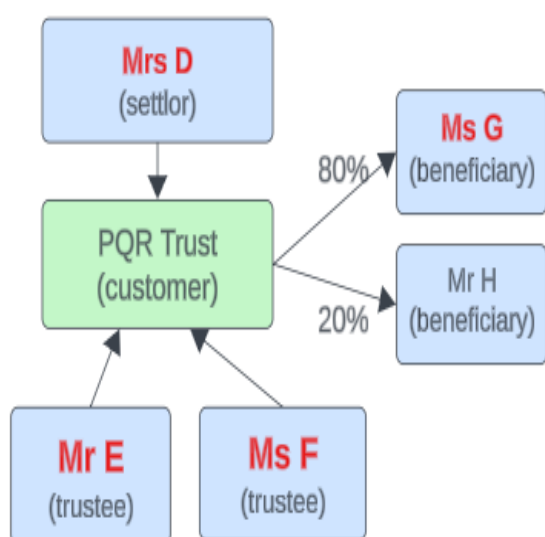 Mrs D
(settlor)
Ms G
(beneficiary)
80%
PQR Trust
(customer)
Mr H
(beneficiary)
20%
Mr E
(trustee)
Ms F
(trustee)